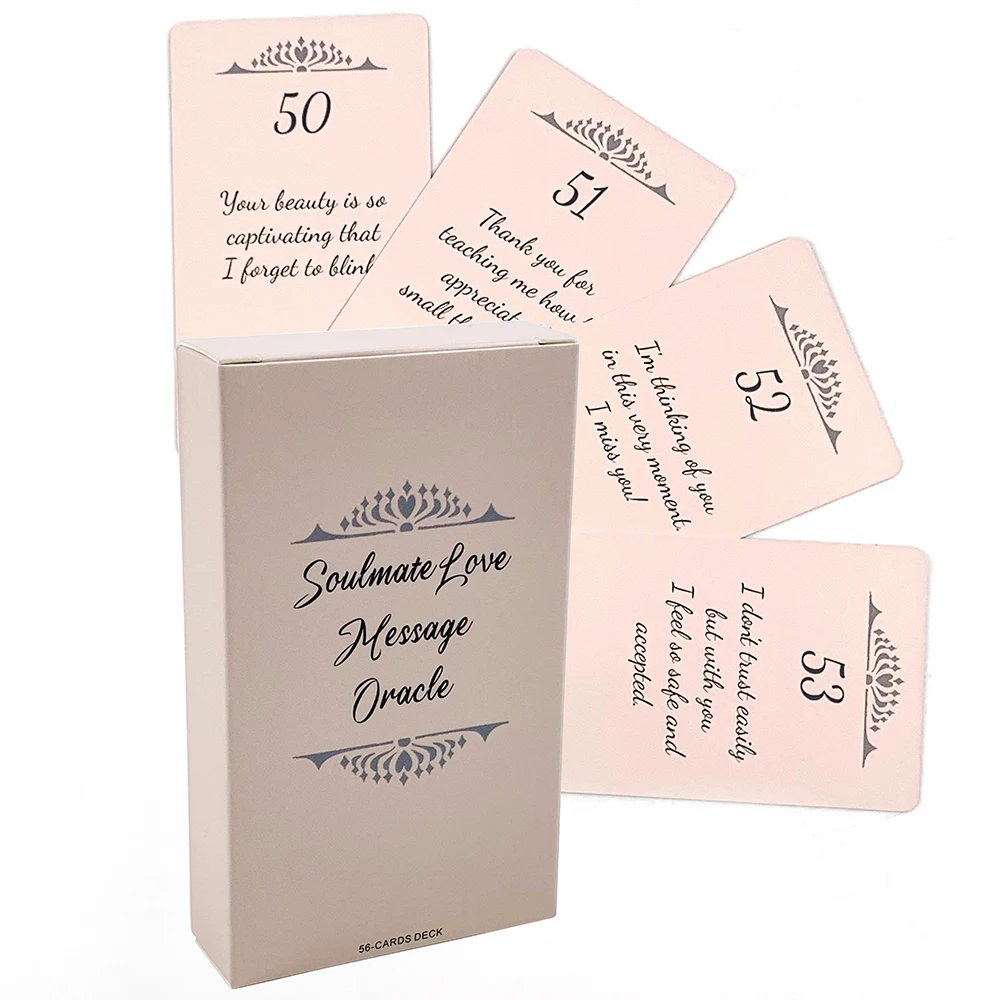 50
Your beauty is so
captivating that
I forget to blink
51
Thank you for
teaching me how
appreciat
small th
52
I'm thinking of you
in this very moment.
I miss you!
53
I don't trust easily
but with you
I feel so safe and
accepted.
Soulmate Love
Message
Oracle
56-CARDS DECK